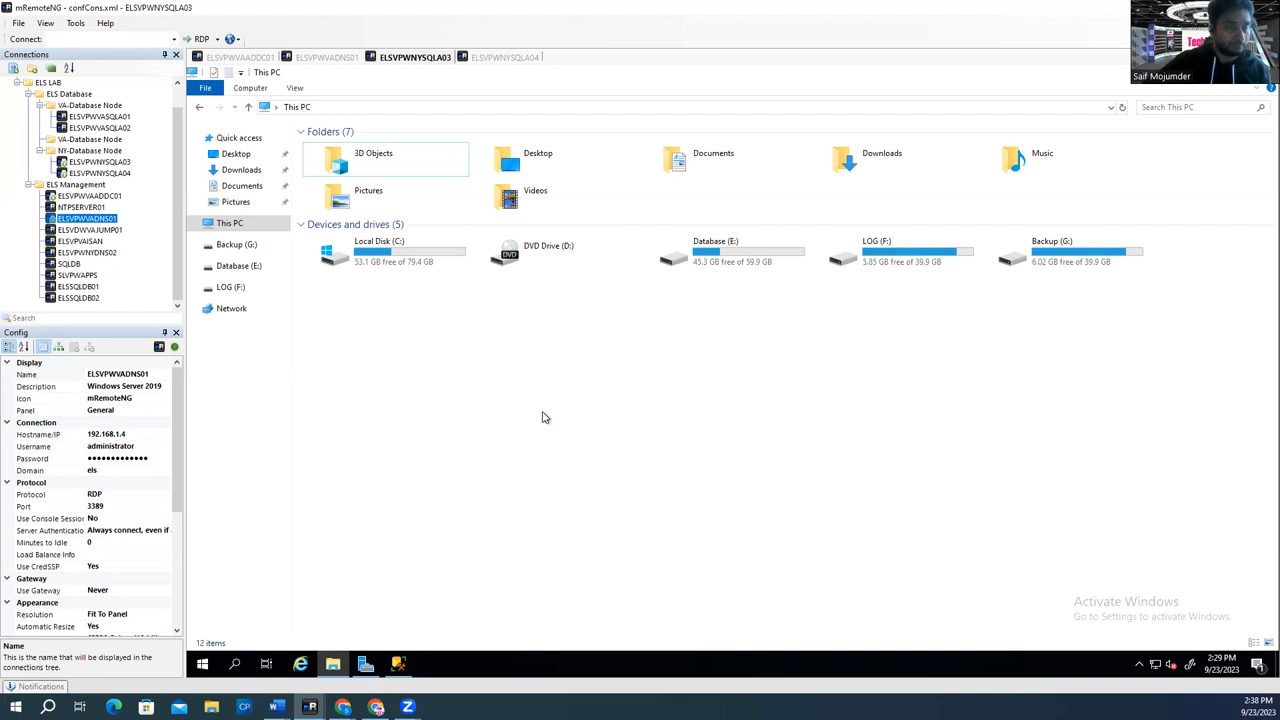 mRemoteNG - confCons.xml - ELSVPWNYSQLA03
File View Tools Help
Connect: RDP
Connections
ELSVPWVAADDC01 ELSVPWVADNS01 ELSVPWNYSQLA03 ELSVPWNYSQLA04
This PC
File Computer View
This PC
Search This PC
Saif Mojumder
ELS LAB
ELS Database
VA-Database Node
ELSVPWVASQLA01
ELSVPWVASQLA02
VA-Database Node
NY-Database Node
ELSVPWNYSQLA03
ELSVPWNYSQLA04
ELS Management
ELSVPWVAADDC01
NTPSERVER01
ELSVPWVADNS01
ELSVDWVAJUMP01
ELSVPVAISAN
ELSVPWNYDNS02
SQLDB
SLVPWAPPS
ELSSQLDB01
ELSSQLDB02
Search
Quick access
Desktop
Downloads
Documents
Pictures
This PC
Backup (G:)
Database (E:)
LOG (F:)
Network
Folders (7)
3D Objects Desktop Documents Downloads Music
Pictures Videos
Devices and drives (5)
Local Disk (C:)
53.1 GB free of 79.4 GB
DVD Drive (D:)
DVD
Database (E:)
45.3 GB free of 59.9 GB
LOG (F:)
5.85 GB free of 39.9 GB
Backup (G:)
6.02 GB free of 39.9 GB
Config
Display
Name ELSVPWVADNS01
Description Windows Server 2019
Icon mRemoteNG
Panel General
Connection
Hostname/IP 192.168.1.4
Username administrator
Password ●●●●●●●●●●●●●
Domain els
Protocol
Protocol RDP
Port 3389
Use Console Session No
Server Authentication Always connect, even if
Minutes to Idle 0
Load Balance Info
Use CredSSP Yes
Gateway
Use Gateway Never
Appearance
Resolution Fit To Panel
Automatic Resize Yes
Name
This is the name that will be displayed in the
connections tree.
Activate Windows
Go to Settings to activate Windows.
12 items
2:29 PM
9/23/2023
Notifications
2:38 PM
9/23/2023